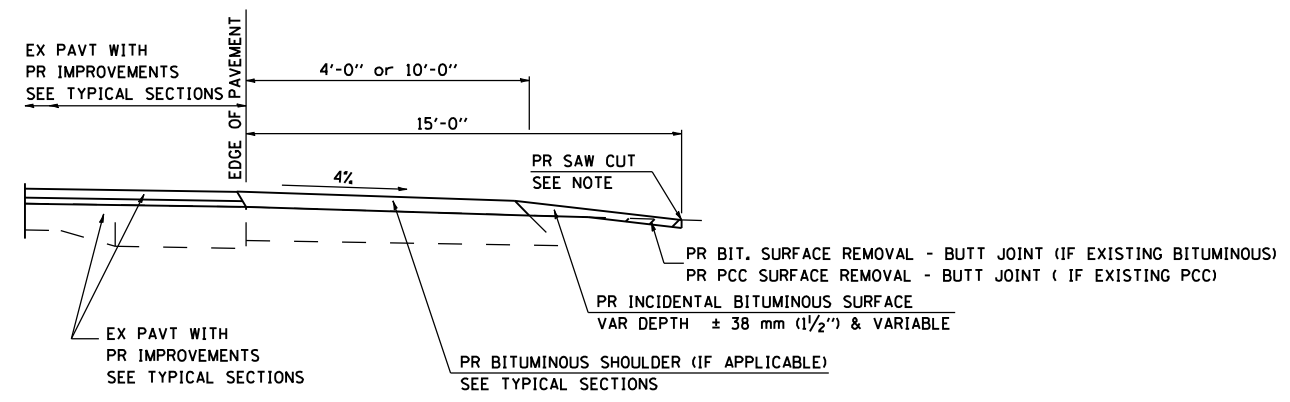 EX PAVT WITH
PR IMPROVEMENTS
SEE TYPICAL SECTIONS
EDGE OF PAVEMENT
4'-0" or 10'-0"
15'-0"
4%
PR SAW CUT
SEE NOTE
PR BIT. SURFACE REMOVAL - BUTT JOINT (IF EXISTING BITUMINOUS)
PR PCC SURFACE REMOVAL - BUTT JOINT ( IF EXISTING PCC)
PR INCIDENTAL BITUMINOUS SURFACE
VAR DEPTH ± 38 mm (1½") & VARIABLE
EX PAVT WITH
PR IMPROVEMENTS
SEE TYPICAL SECTIONS
PR BITUMINOUS SHOULDER (IF APPLICABLE)
SEE TYPICAL SECTIONS